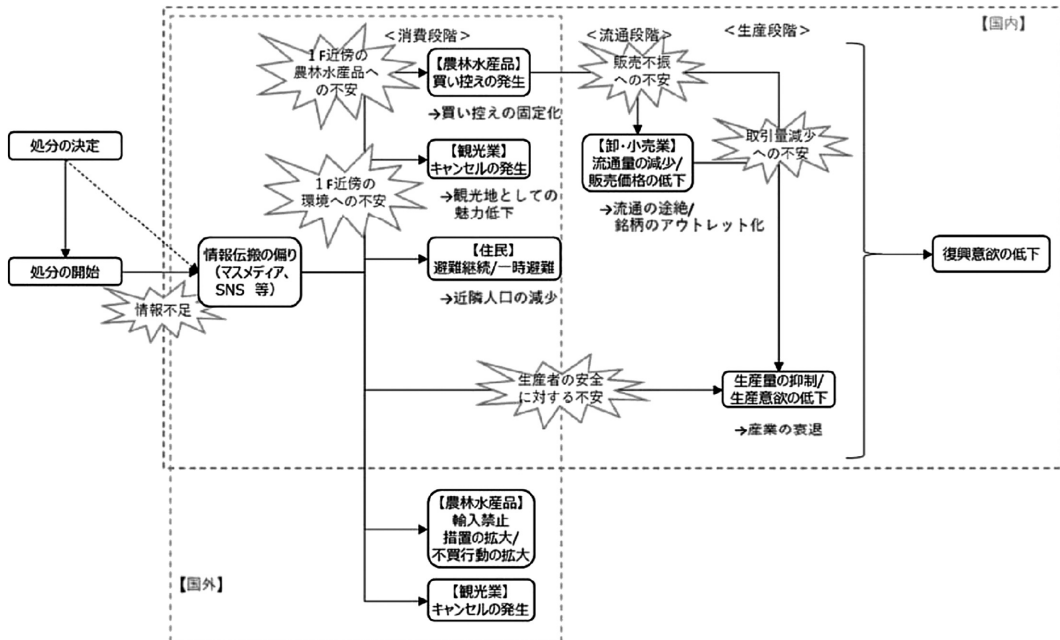 【国内】
＜消費段階＞
＜流通段階＞
＜生産段階＞
1F近傍の
農林水産品へ
の不安
【農林水産品】
買い控えの発生
→買い控えの固定化
販売不振
への不安
処分の決定
1F近傍の
環境への不安
【観光業】
キャンセルの発生
→観光地としての
魅力低下
【卸・小売業】
流通量の減少/
販売価格の低下
→流通の途絶/
銘柄のアウトレット化
取引量減少
への不安
処分の開始
情報不足
情報伝搬の偏り
（マスメディア、
SNS 等）
【住民】
避難継続/一時避難
→近隣人口の減少
復興意欲の低下
生産者の安全
に対する不安
生産量の抑制/
生産意欲の低下
→産業の衰退
【国外】
【農林水産品】
輸入禁止
措置の拡大/
不買行動の拡大
【観光業】
キャンセルの発生